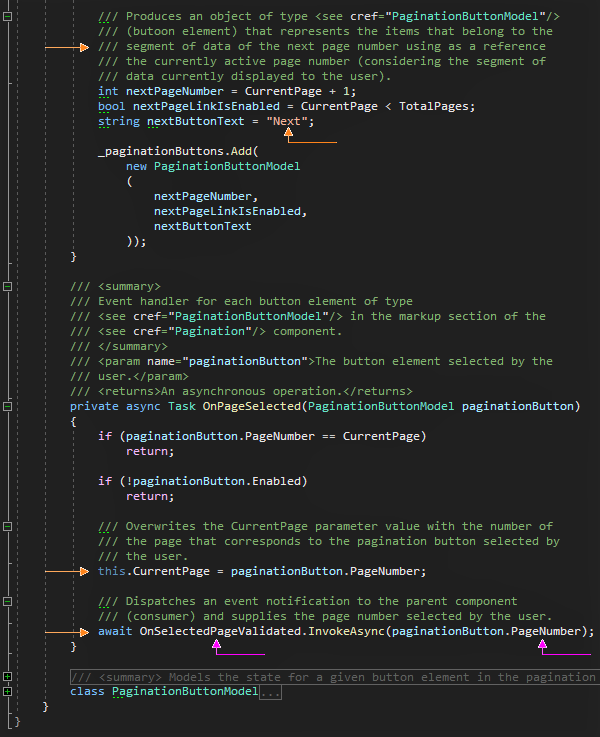 /// Produces an object of type <see cref="PaginationButtonModel"/>
/// (butoon element) that represents the items that belong to the
/// segment of data of the next page number using as a reference
/// the currently active page number (considering the segment of
/// data currently displayed to the user).
int nextPageNumber = CurrentPage + 1;
bool nextPageLinkIsEnabled = CurrentPage < TotalPages;
string nextButtonText = "Next";
_paginationButtons.Add(
new PaginationButtonModel
(
nextPageNumber,
nextPageLinkIsEnabled,
nextButtonText
));
}
/// <summary>
/// Event handler for each button element of type
/// <see cref="PaginationButtonModel"/> in the markup section of the
/// <see cref="Pagination"/> component.
/// </summary>
/// <param name="paginationButton">The button element selected by the
/// user.</param>
/// <returns>An asynchronous operation.</returns>
private async Task OnPageSelected(PaginationButtonModel paginationButton)
{
if (paginationButton.PageNumber == CurrentPage)
return;
if (!paginationButton.Enabled)
return;
/// Overwrites the CurrentPage parameter value with the number of
/// the page that corresponds to the pagination button selected by
/// the user.
this.CurrentPage = paginationButton.PageNumber;
/// Dispatches an event notification to the parent component
/// (consumer) and supplies the page number selected by the user.
await OnSelectedPageValidated.InvokeAsync(paginationButton.PageNumber);
}
/// <summary> Models the state for a given button element in the pagination
class PaginationButtonModel...
}
}